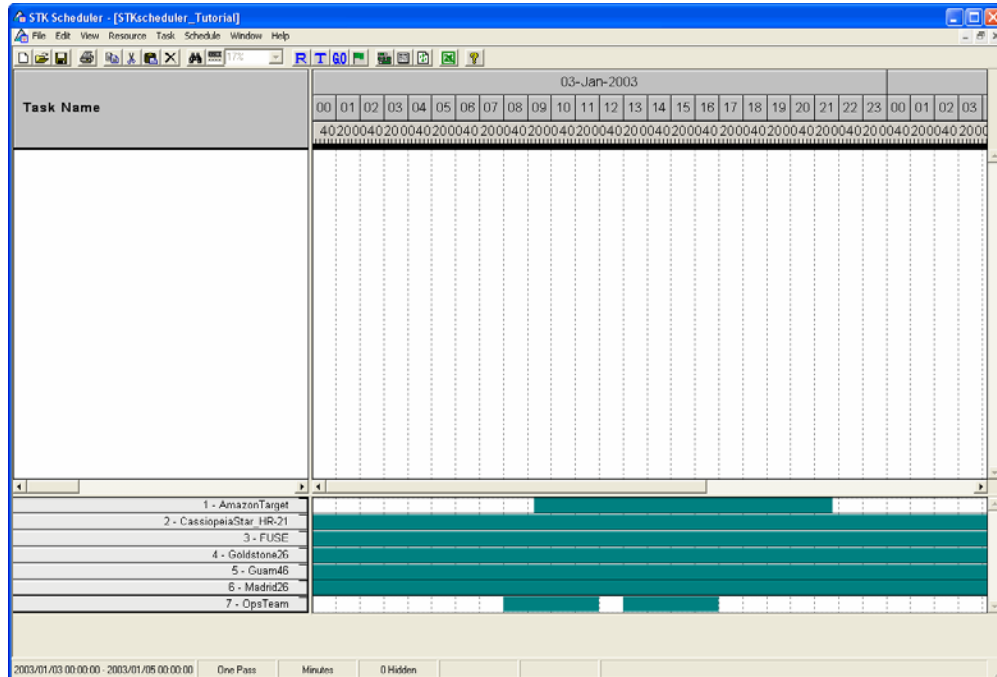 STK Scheduler - [STKscheduler_Tutorial]
File Edit View Resource Task Schedule Window Help
17% R T GO ?
03-Jan-2003
Task Name
00 01 02 03 04 05 06 07 08 09 10 11 12 13 14 15 16 17 18 19 20 21 22 23 00 01 02 03
402000402000402000402000402000402000402000402000402000402000402000402000402000402000
1 - AmazonTarget
2 - CassiopeiaStar_HR-21
3 - FUSE
4 - Goldstone26
5 - Guam46
6 - Madrid26
7 - OpsTeam
2003/01/03 00:00:00 - 2003/01/05 00:00:00 One Pass Minutes 0 Hidden